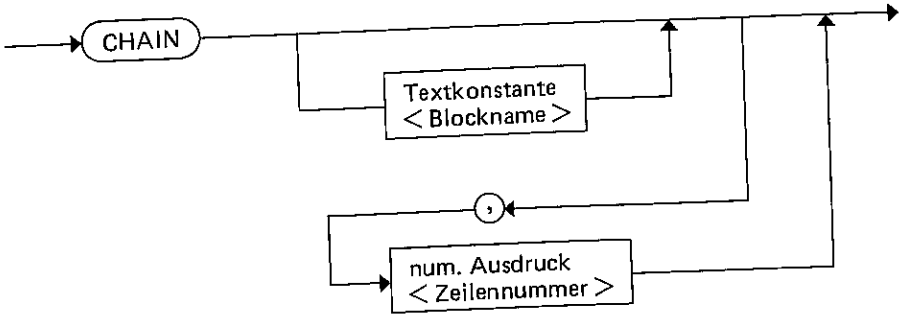 CHAIN
Textkonstante
< Blockname >
,
num. Ausdruck
< Zeilennummer >